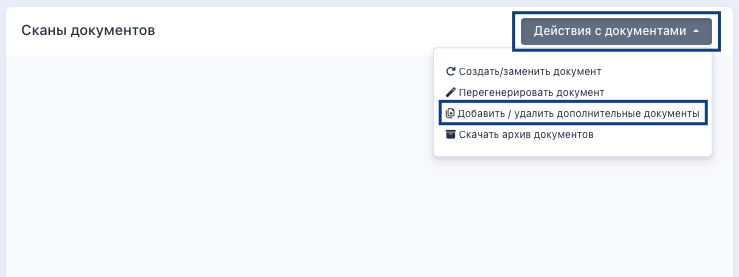 Сканы документов
Действия с документами
Создать/заменить документ
Перегенерировать документ
Добавить / удалить дополнительные документы
Скачать архив документов